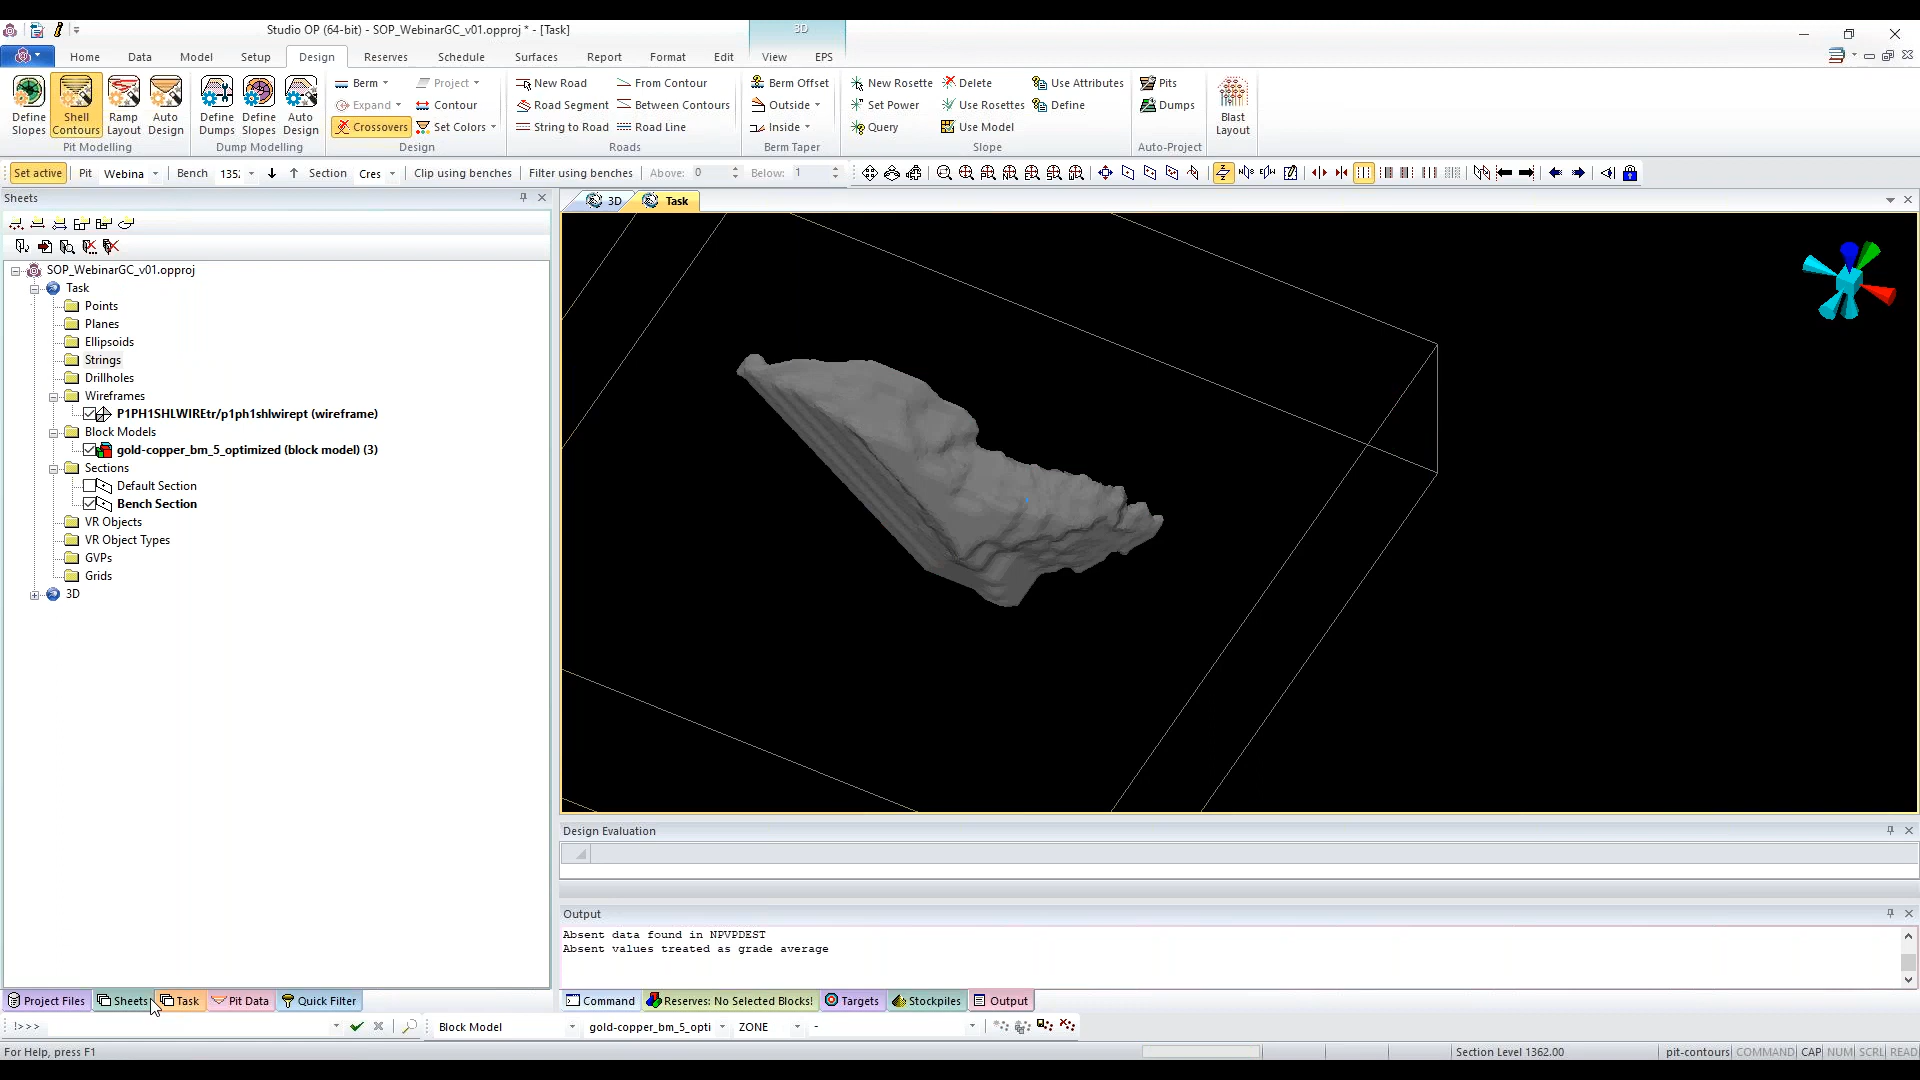 Studio OP (64-bit) - SOP_WebinarGC_v01.opproj * - [Task]
3D
Home Data Model Setup Design Reserves Schedule Surfaces Report Format Edit View EPS
Define Slopes
Shell Contours
Ramp Layout
Auto Design
Pit Modelling
Define Dumps
Define Slopes
Auto Design
Dump Modelling
Berm
Expand
Crossovers
Project
Contour
Set Colors
Design
New Road
Road Segment
String to Road
From Contour
Between Contours
Road Line
Roads
Berm Offset
Outside
Inside
Berm Taper
New Rosette
Set Power
Query
Delete
Use Rosettes
Use Model
Use Attributes
Define
Slope
Pits
Dumps
Auto-Project
Blast Layout
Set active Pit Webina Bench 135: Section Cres Clip using benches Filter using benches Above: 0 Below: 1
Sheets
3D Task
SOP_WebinarGC_v01.opproj
Task
Points
Planes
Ellipsoids
Strings
Drillholes
Wireframes
P1PH1SHLWIREtr/p1ph1shlwirept (wireframe)
Block Models
gold-copper_bm_5_optimized (block model) (3)
Sections
Default Section
Bench Section
VR Objects
VR Object Types
GVPs
Grids
3D
Design Evaluation
Output
Absent data found in NPVPDEST
Absent values treated as grade average
Project Files Sheets Task Pit Data Quick Filter
Command Reserves: No Selected Blocks! Targets Stockpiles Output
!>>> Block Model gold-copper_bm_5_opti ZONE -
For Help, press F1 Section Level 1362.00 pit-contours COMMAND CAP NUM SCRL READ